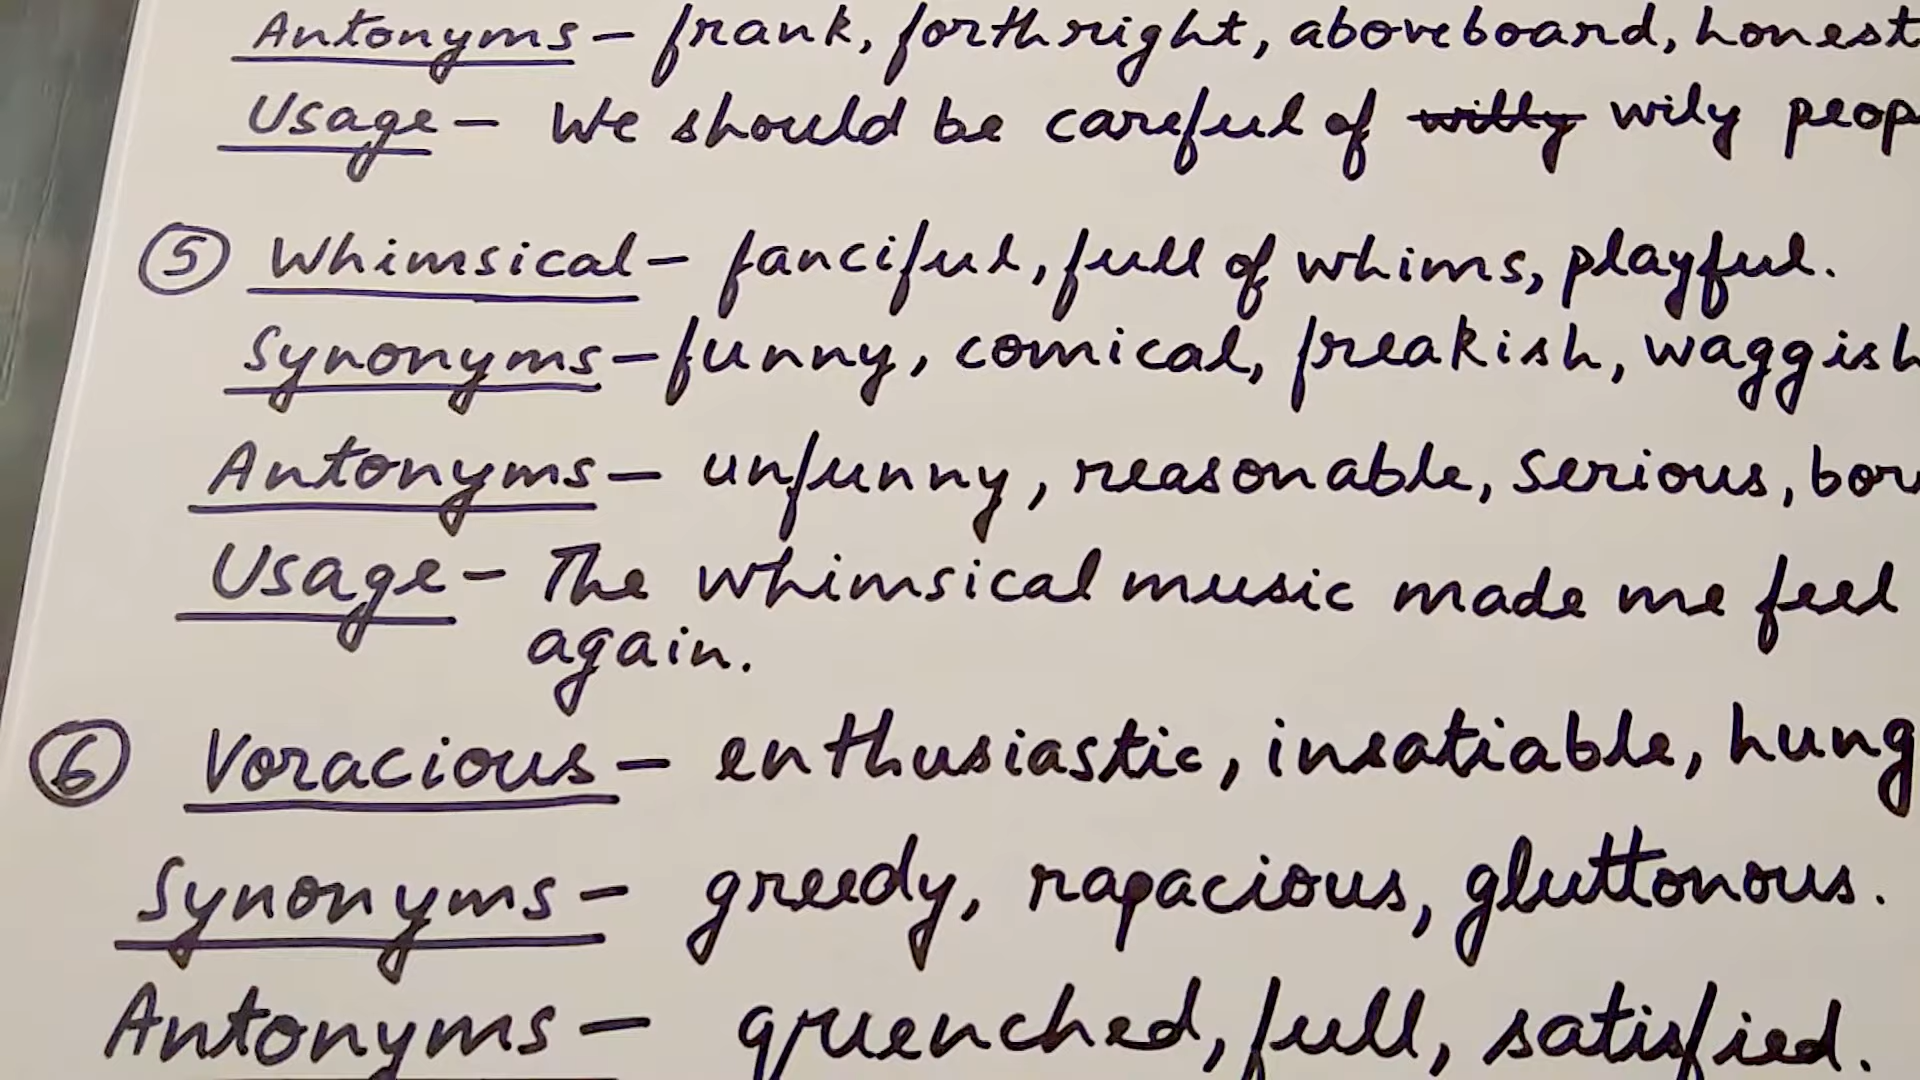 Antonyms - frank, forthright, aboveboard, honest
Usage - We should be careful of witty wily peop
5 Whimsical - fanciful, full of whims, playful.
Synonyms - funny, comical, freakish, waggish
Antonyms - unfunny, reasonable, serious, bor
Usage - The whimsical music made me feel
again.
6 Voracious - enthusiastic, insatiable, hung
Synonyms - greedy, rapacious, gluttonous.
Antonyms - quenched, full, satisfied.